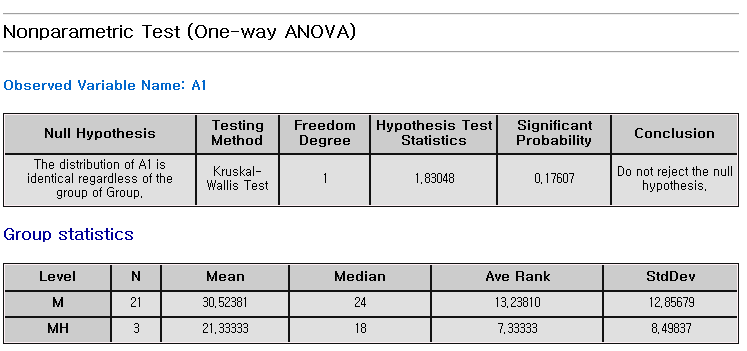 Nonparametric Test (One-way ANOVA)
Observed Variable Name: A1
Null Hypothesis Testing Method Freedom Degree Hypothesis Test Statistics Significant Probability Conclusion
The distribution of A1 is identical regardless of the group of Group. Kruskal-Wallis Test 1 1,83048 0,17607 Do not reject the null hypothesis.
Group statistics
Level N Mean Median Ave Rank StdDev
M 21 30,52381 24 13,23810 12,85679
MH 3 21,33333 18 7,33333 8,49837